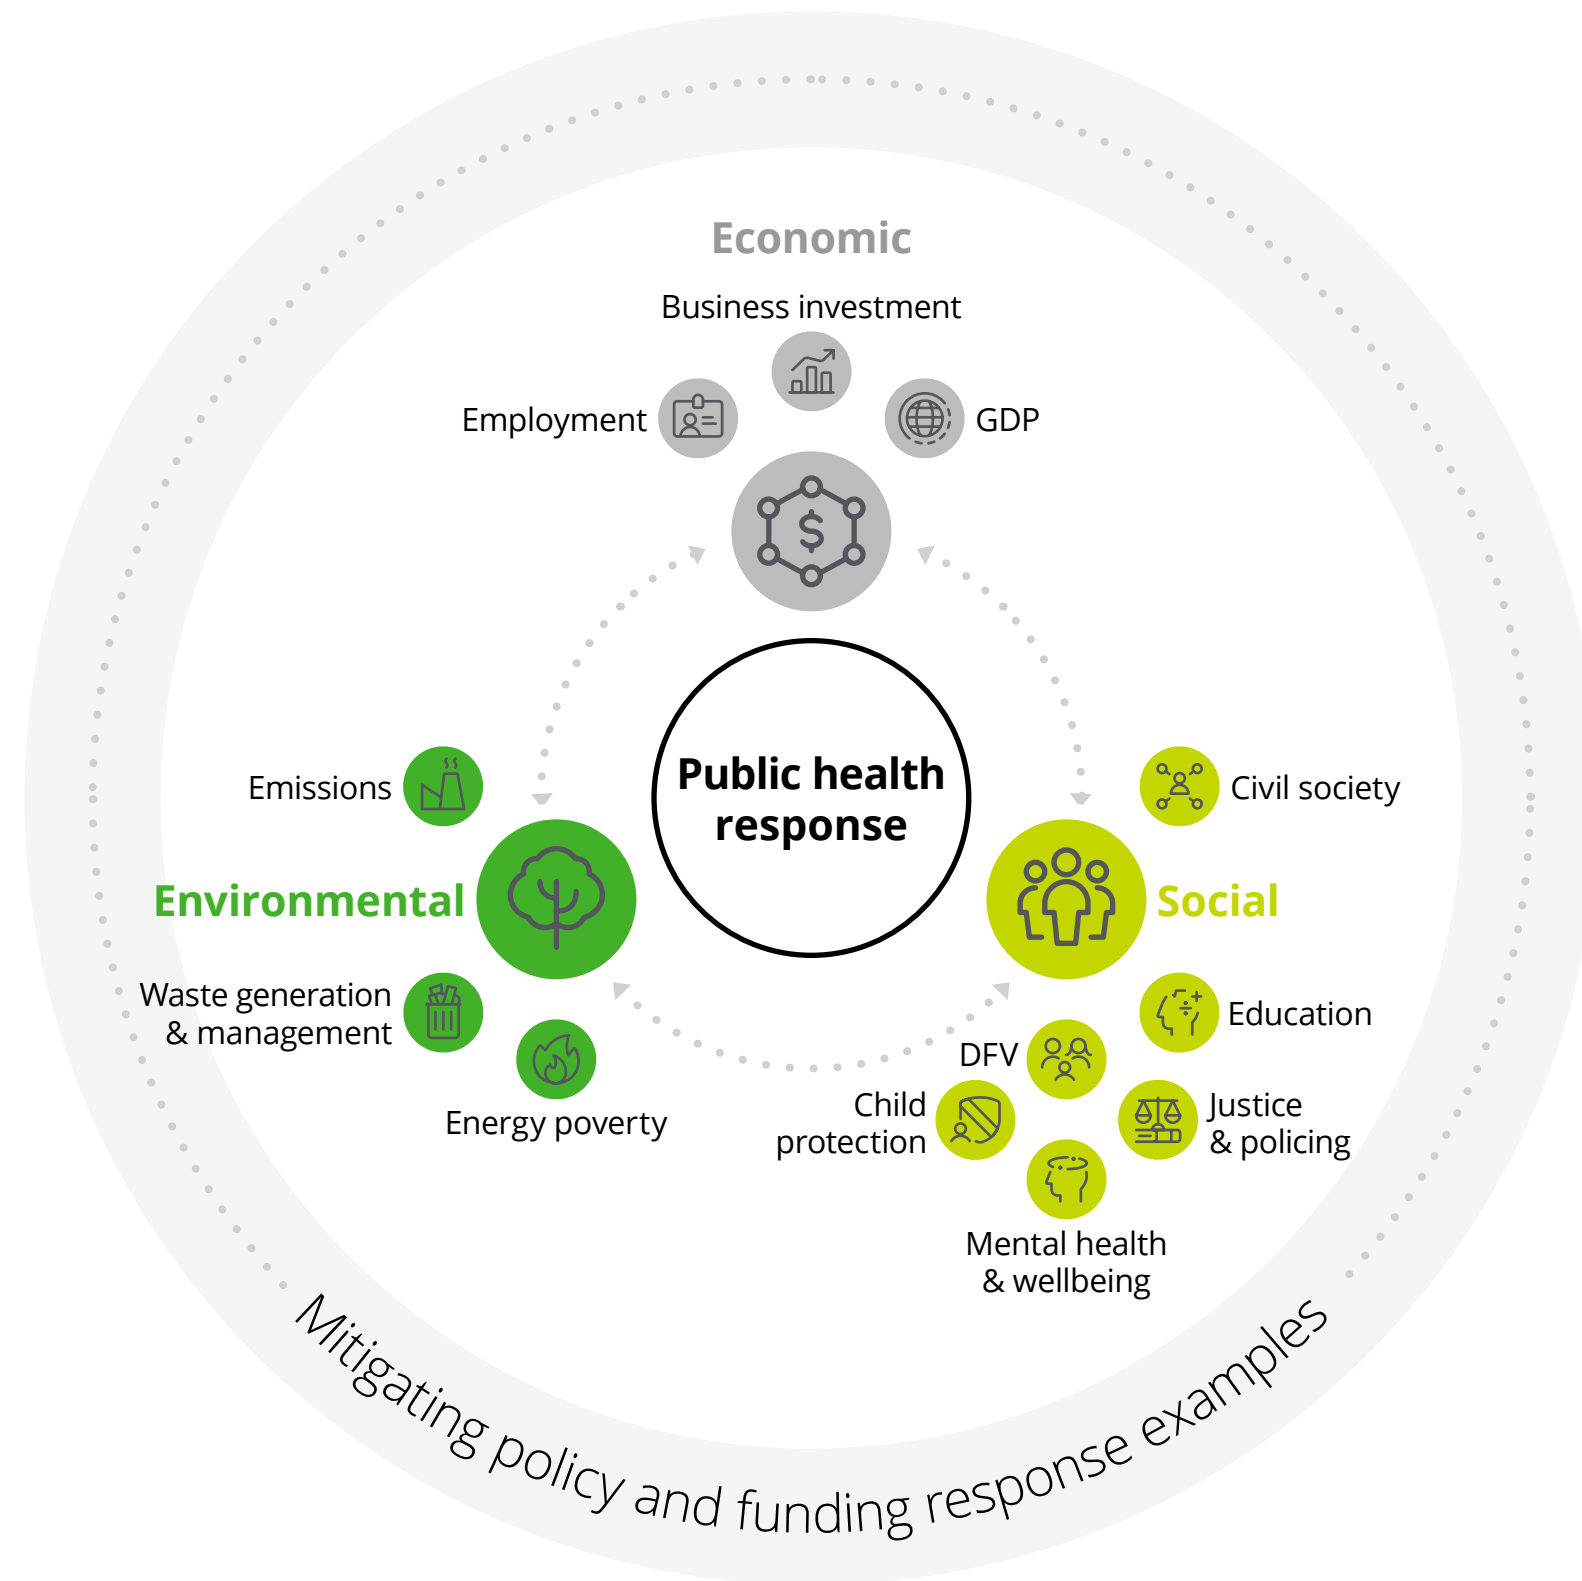 Economic
Business investment
Employment
GDP
$
Public health
response
Emissions
Environmental
Waste generation
& management
Energy poverty
Civil society
Social
Education
DFV
Child
protection
Justice
& policing
Mental health
& wellbeing
Mitigating policy and funding response examples